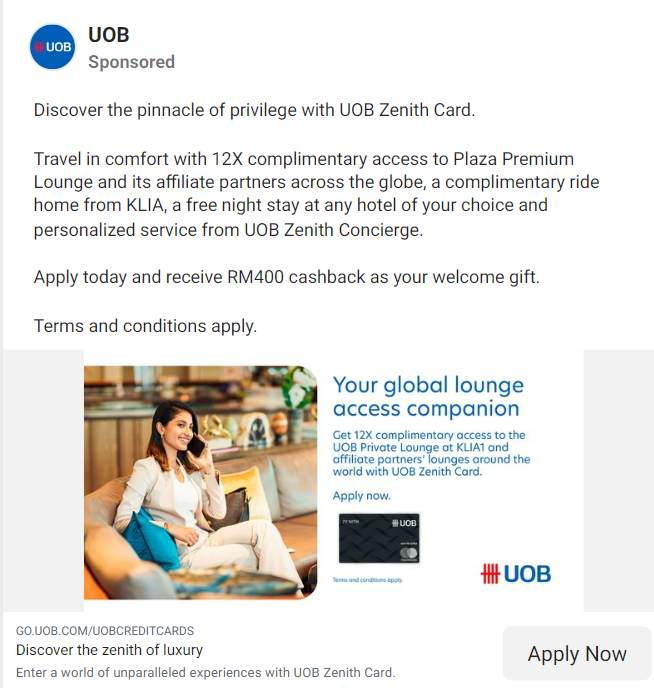 UOB
UOB
Sponsored
Discover the pinnacle of privilege with UOB Zenith Card.
Travel in comfort with 12X complimentary access to Plaza Premium
Lounge and its affiliate partners across the globe, a complimentary ride
home from KLIA, a free night stay at any hotel of your choice and
personalized service from UOB Zenith Concierge.
Apply today and receive RM400 cashback as your welcome gift.
Terms and conditions apply.
Your global lounge
access companion
Get 12X complimentary access to the
UOB Private Lounge at KLIA1 and
affiliate partners' lounges around the
world with UOB Zenith Card.
Apply now.
ZENITH
UOB
Terms and conditions apply
UOB
GO.UOB.COM/UOBCREDITCARDS
Discover the zenith of luxury
Enter a world of unparalleled experiences with UOB Zenith Card.
Apply Now